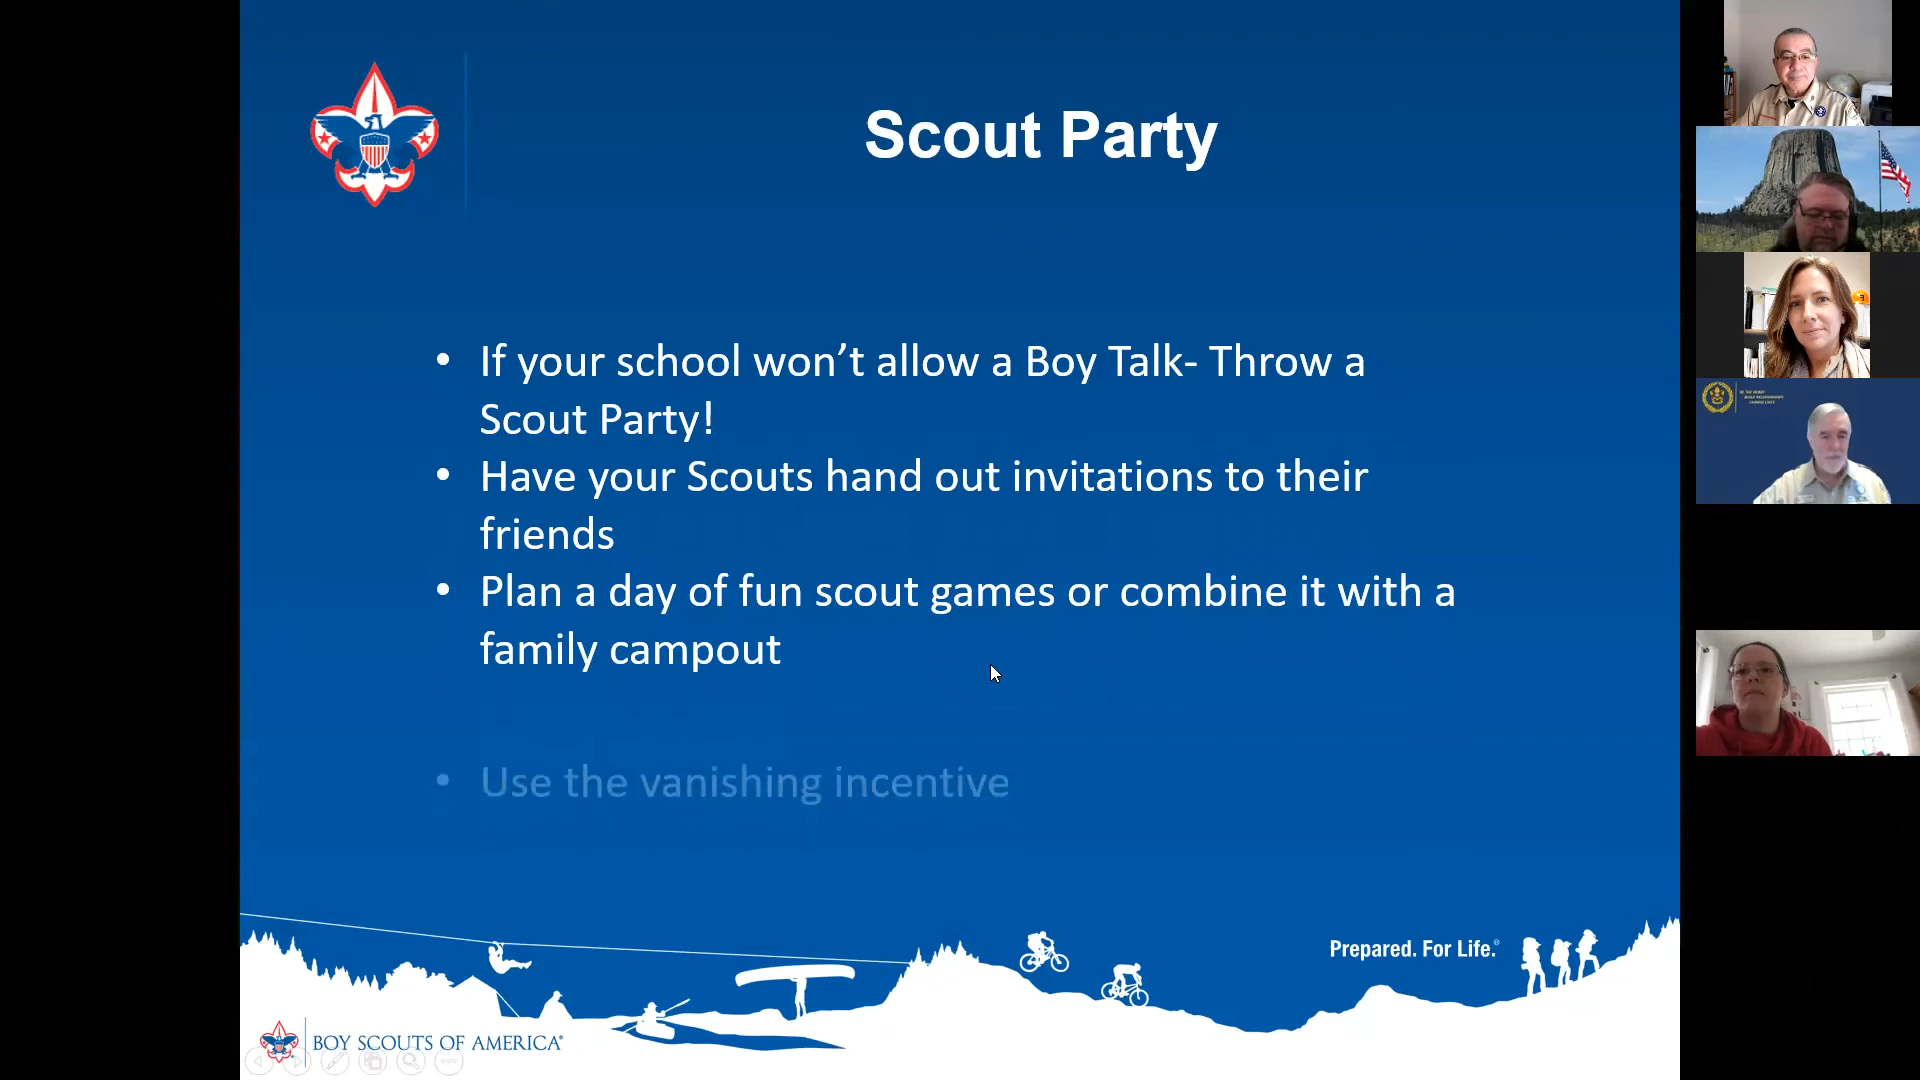 Scout Party
• If your school won’t allow a Boy Talk- Throw a
Scout Party!
• Have your Scouts hand out invitations to their
friends
• Plan a day of fun scout games or combine it with a
family campout
• Use the vanishing incentive
Prepared. For Life.®
BOY SCOUTS OF AMERICA®